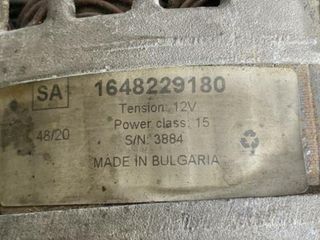 SA 1648229180
Tension: 12V
48/20 Power class: 15
S/N: 3884
MADE IN BULGARIA